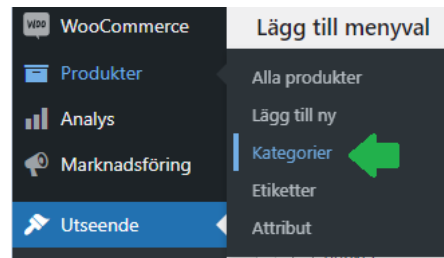 WOO WooCommerce
Lägg till menyval
Produkter
Alla produkter
Analys
Lägg till ny
Marknadsföring
Kategorier
Etiketter
Utseende
Attribut